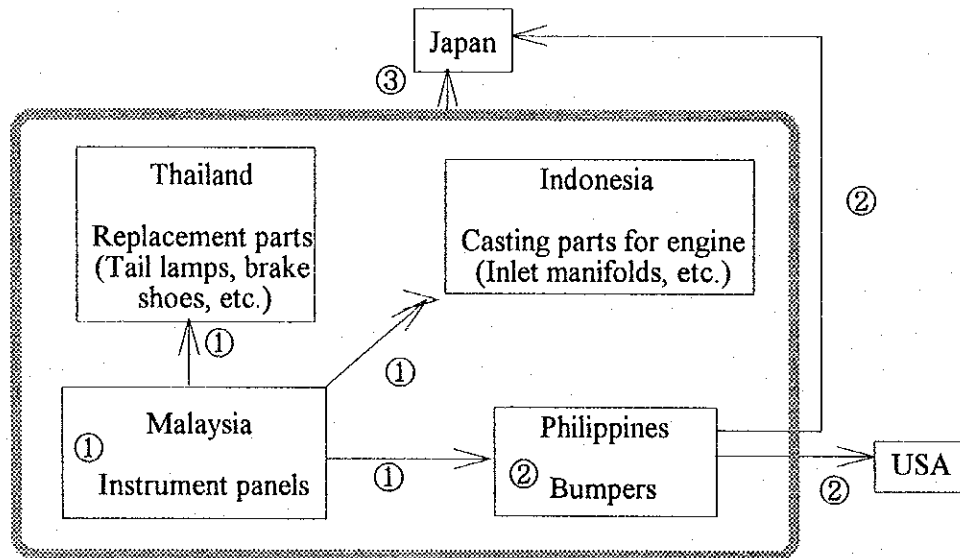 Japan
③
Thailand
Replacement parts
(Tail lamps, brake
shoes, etc.)
Indonesia
Casting parts for engine
(Inlet manifolds, etc.)
②
①
①
Malaysia
①
Instrument panels
①
Philippines
②
Bumpers
②
USA